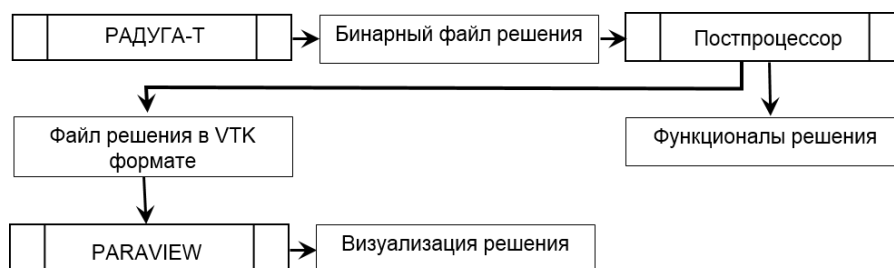 РАДУГА-Т
Бинарный файл решения
Постпроцессор
Файл решения в VTK
формате
Функционалы решения
PARAVIEW
Визуализация решения